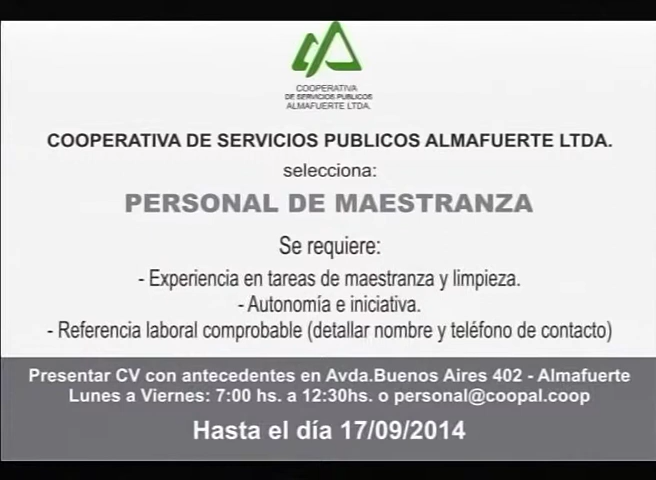 COOPERATIVA
DE SERVICIOS PUBLICOS
ALMAFUERTE LTDA.
COOPERATIVA DE SERVICIOS PUBLICOS ALMAFUERTE LTDA.
selecciona:
PERSONAL DE MAESTRANZA
Se requiere:
- Experiencia en tareas de maestranza y limpieza.
- Autonomía e iniciativa.
- Referencia laboral comprobable (detallar nombre y teléfono de contacto)
Presentar CV con antecedentes en Avda.Buenos Aires 402 - Almafuerte
Lunes a Viernes: 7:00 hs. a 12:30hs. o personal@coopal.coop
Hasta el día 17/09/2014